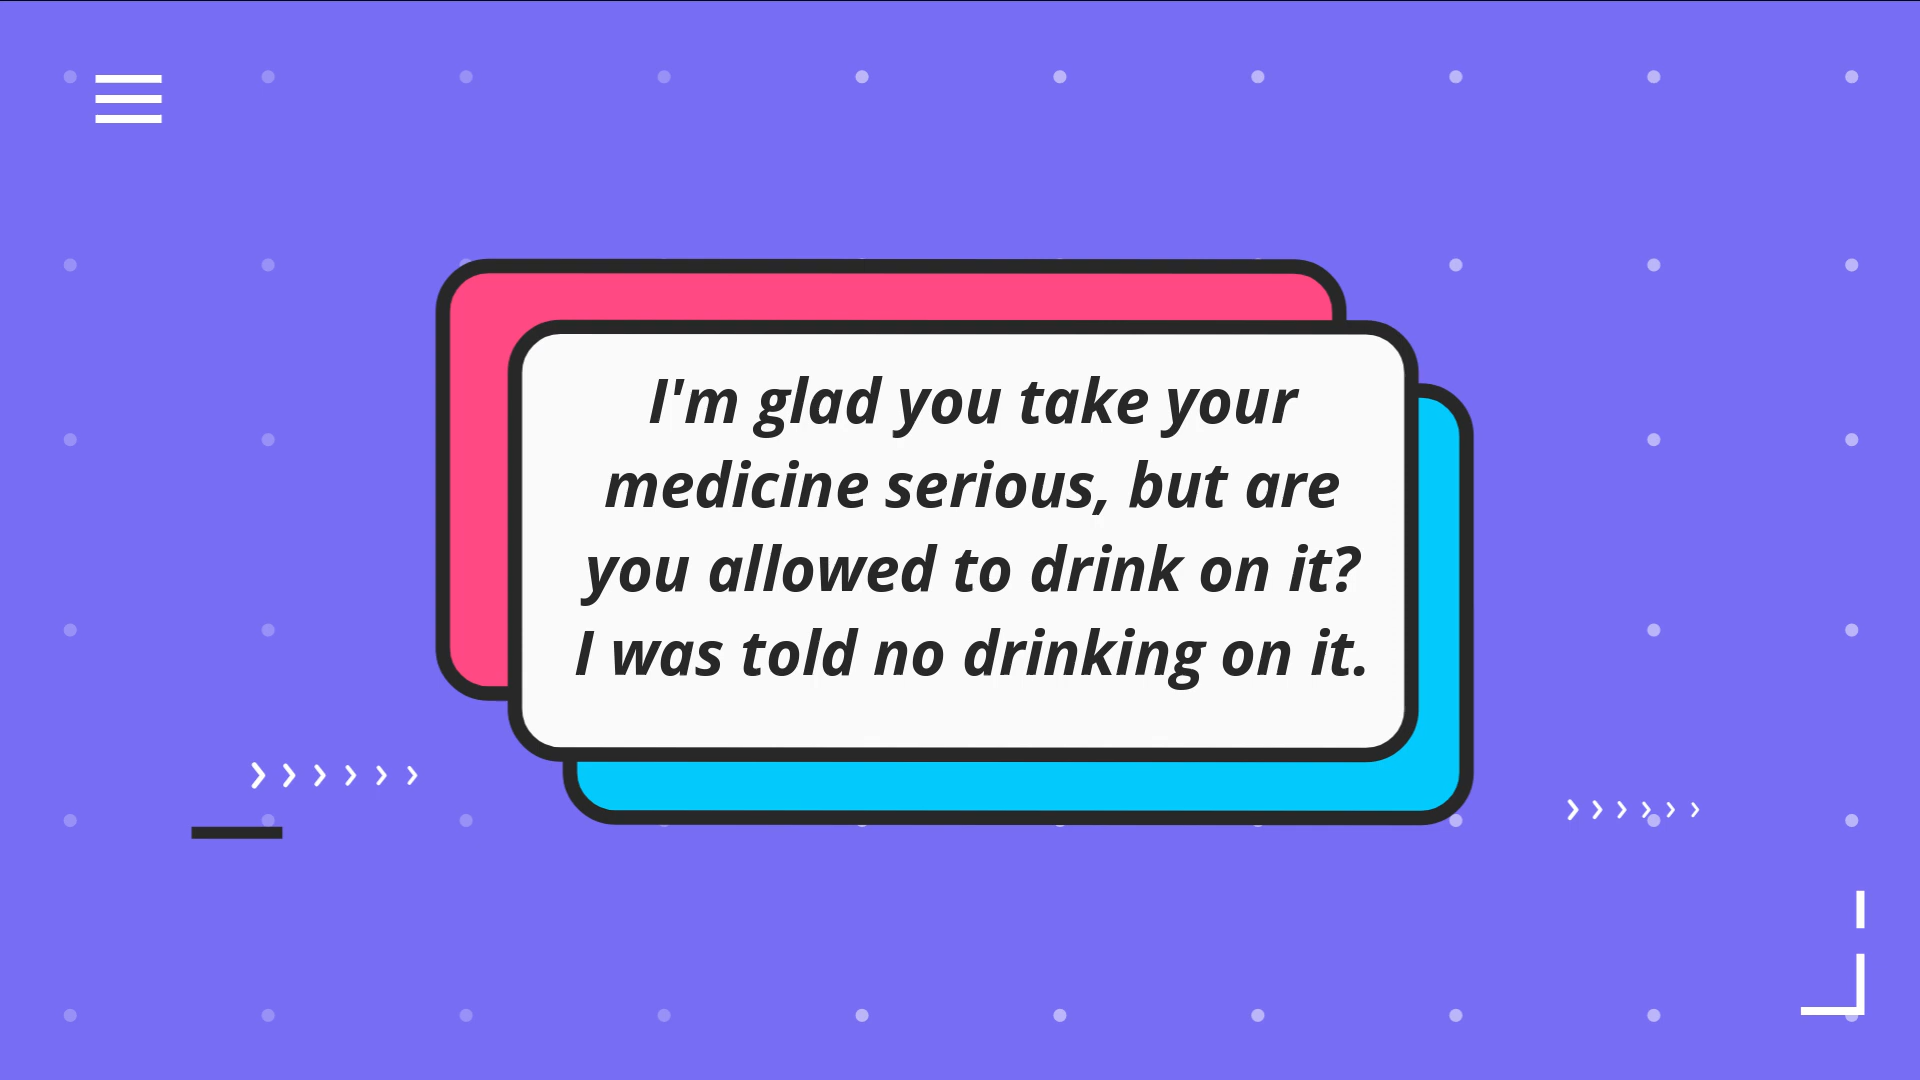 I'm glad you take your
medicine serious, but are
you allowed to drink on it?
I was told no drinking on it.